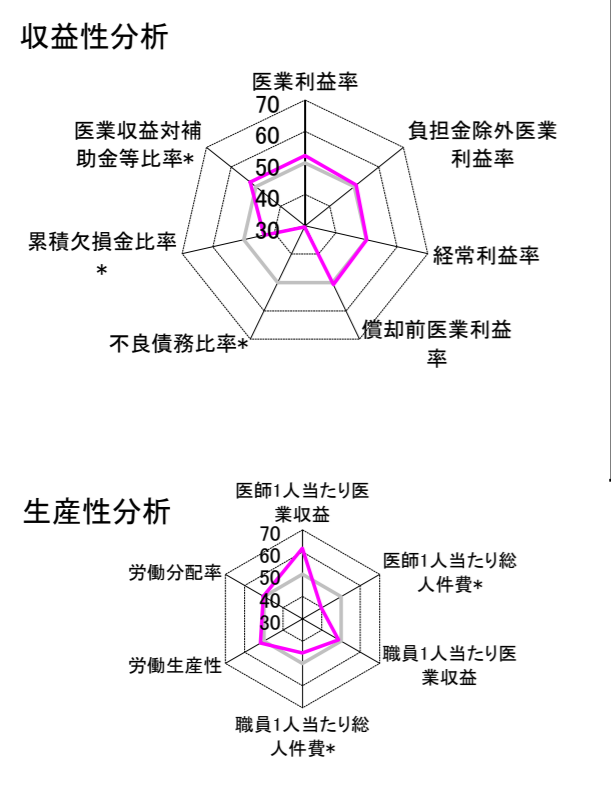 収益性分析
医業利益率
70
60
50
40
30
負担金除外医業
利益率
経常利益率
償却前医業利益
率
不良債務比率*
累積欠損金比率
*
医業収益対補
助金等比率*
生産性分析
医師1人当たり医
業収益
70
60
50
40
30
医師1人当たり総
人件費*
職員1人当たり医
業収益
職員1人当たり総
人件費*
労働生産性
労働分配率